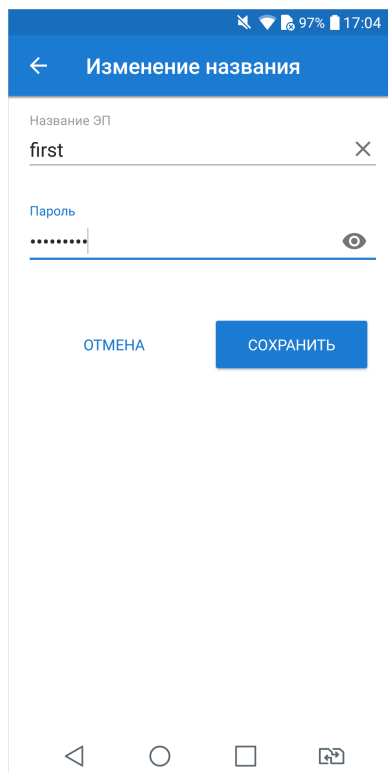 97% 17:04
Изменение названия
Название ЭП
first
Пароль
•••••••••
ОТМЕНА СОХРАНИТЬ